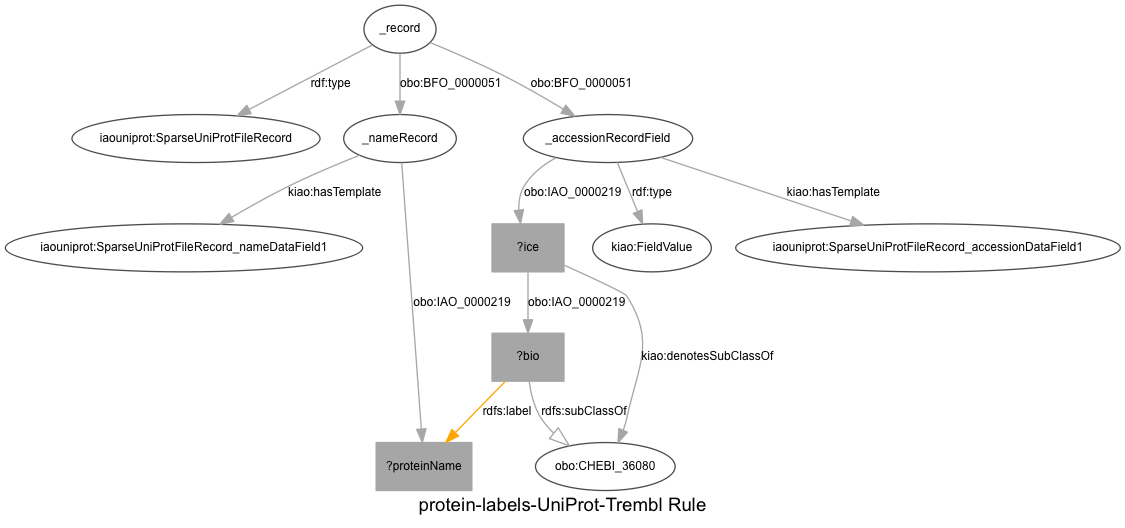 _record
rdf:type
obo:BFO_0000051
obo:BFO_0000051
iaouniprot:SparseUniProtFileRecord
_nameRecord
_accessionRecordField
kiao:hasTemplate
obo:IAO_0000219
rdf:type
kiao:hasTemplate
iaouniprot:SparseUniProtFileRecord_nameDataField1
?ice
kiao:FieldValue
iaouniprot:SparseUniProtFileRecord_accessionDataField1
obo:IAO_0000219
obo:IAO_0000219
?bio
kiao:denotesSubClassOf
rdfs:label
rdfs:subClassOf
?proteinName
obo:CHEBI_36080
protein-labels-UniProt-Trembl Rule